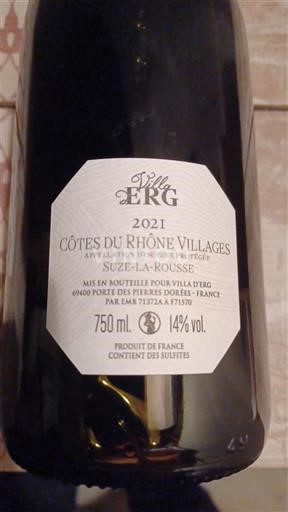 Villa
ERG
2021
CÔTES DU RHÔNE VILLAGES
APPELLATION D'ORIGINE PROTÉGÉE
SUZE-LA-ROUSSE
MIS EN BOUTEILLE POUR VILLA D'ERG
69400 PORTE DES PIERRES DORÉES - FRANCE
PAR EMB 71372A A F71570
750 ml. 14% vol.
PRODUIT DE FRANCE
CONTIENT DES SULFITES
49